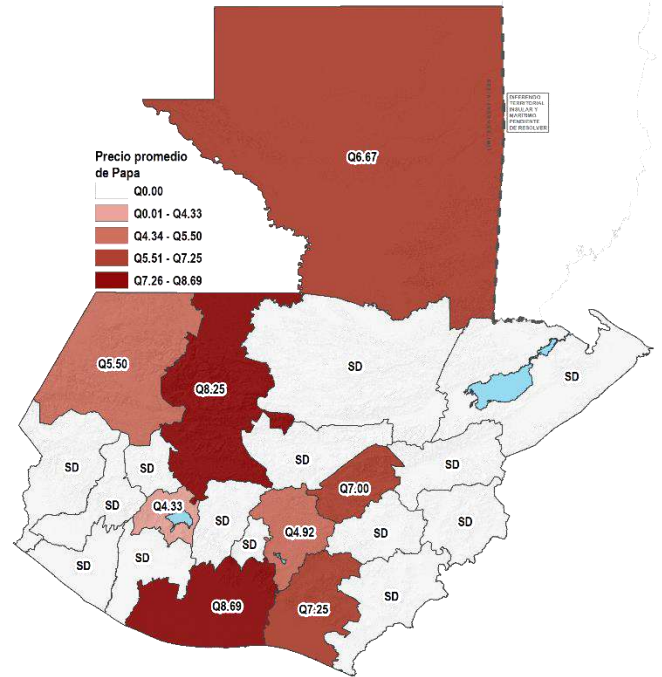 DIFERENDO
TERRITORIAL
INSULAR Y
MARÍTIMO
PENDIENTE
DE RESOLVER
Q6.67
Precio promedio
de Papa
Q0.00
Q0.01 - Q4.33
Q4.34 - Q5.50
Q5.51 - Q7.25
Q7.26 - Q8.69
Q5.50
Q8.25
SD
SD
SD
SD
SD
SD
Q7.00
SD
Q4.33
SD
Q4.92
SD
SD
SD
SD
SD
SD
Q8.69
Q7.25